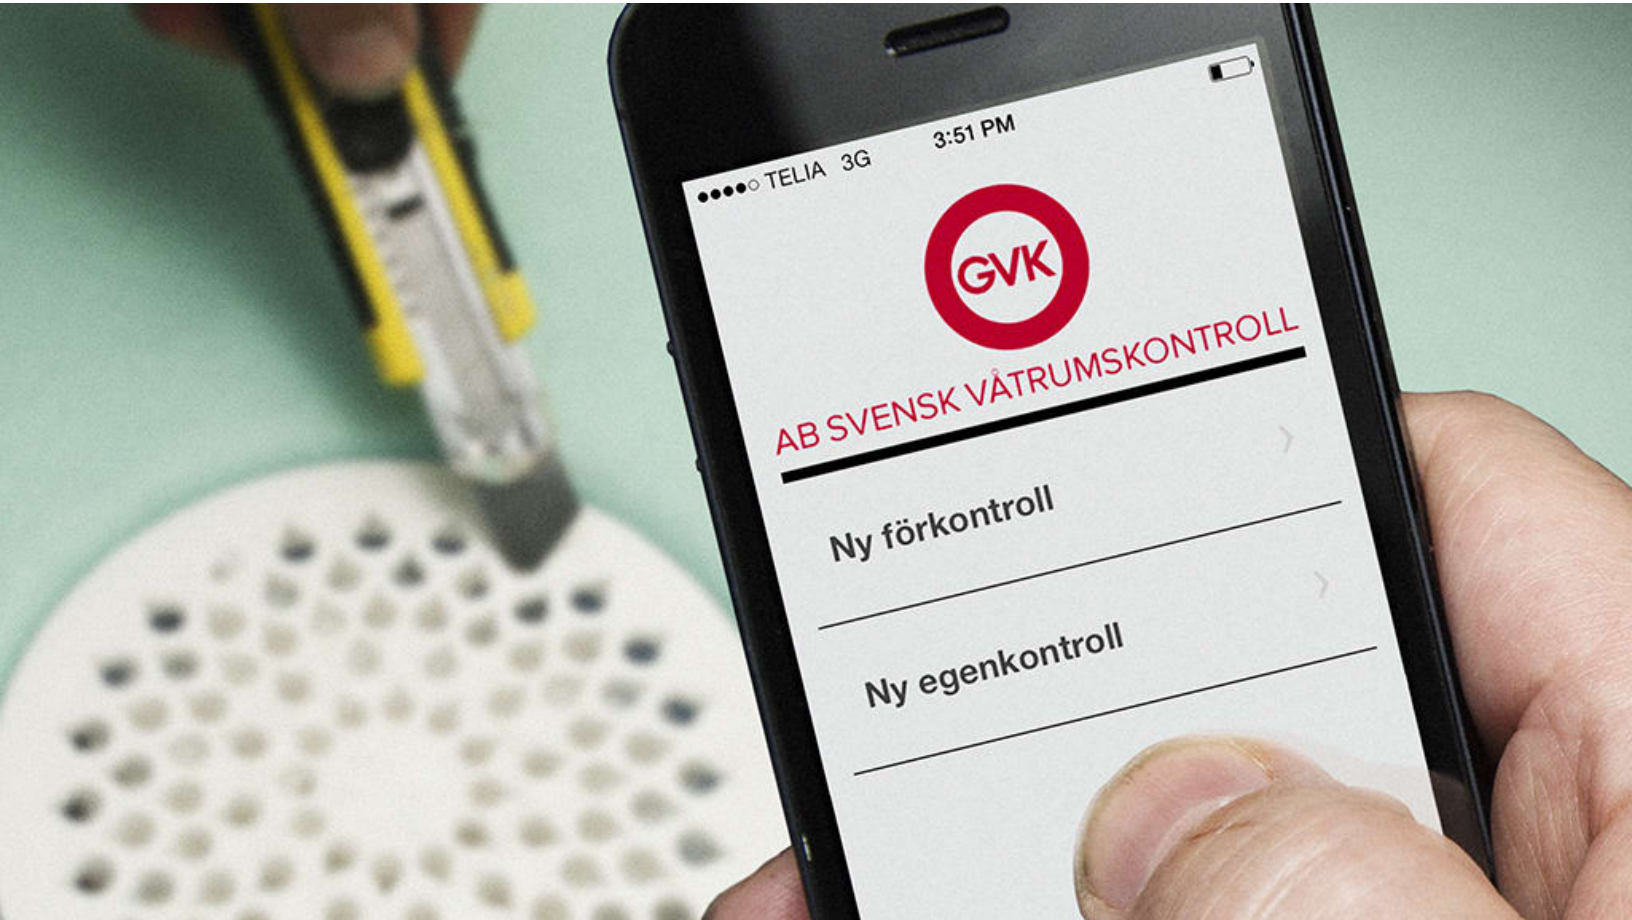 TELIA 3G 3:51 PM
GVK
AB SVENSK VÅTRUMSKONTROLL
Ny förkontroll
Ny egenkontroll